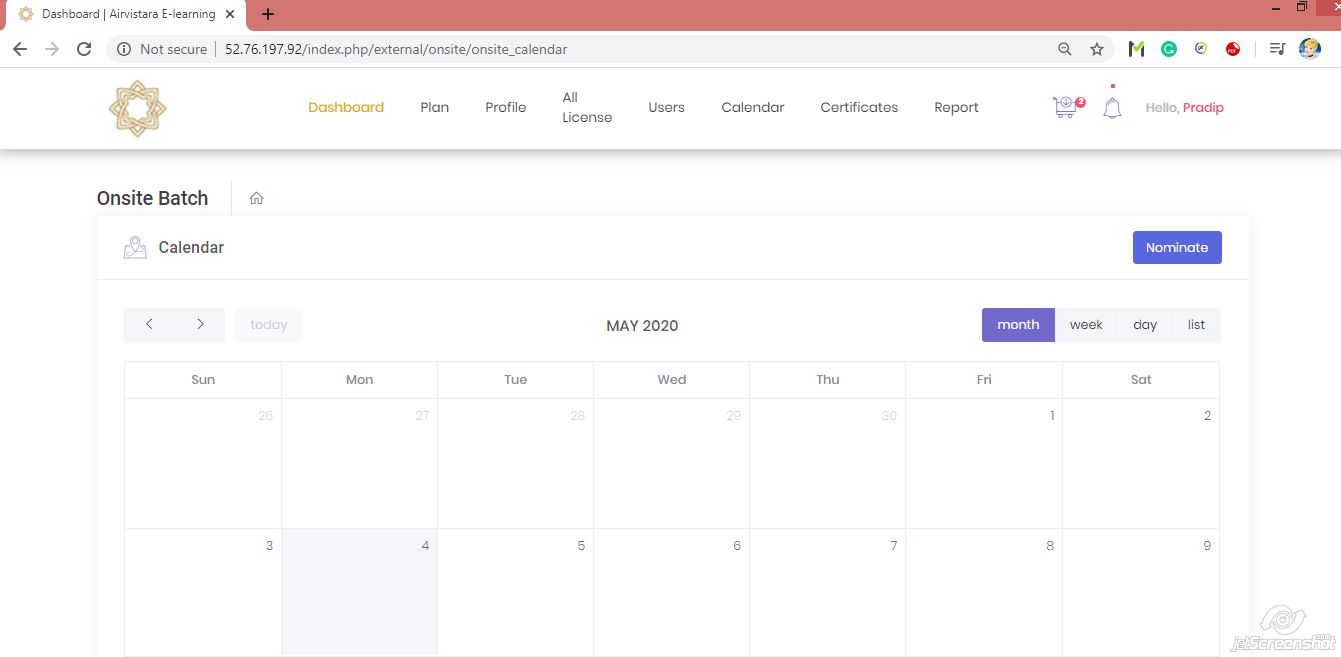 Dashboard | Airvistara E-learning
Not secure | 52.76.197.92/index.php/external/onsite/onsite_calendar
Dashboard Plan Profile All License Users Calendar Certificates Report 2 Hello, Pradip
Onsite Batch
Calendar Nominate
today MAY 2020 month week day list
Sun Mon Tue Wed Thu Fri Sat
26 27 28 29 30 1 2
3 4 5 6 7 8 9
jetScreenshot.com